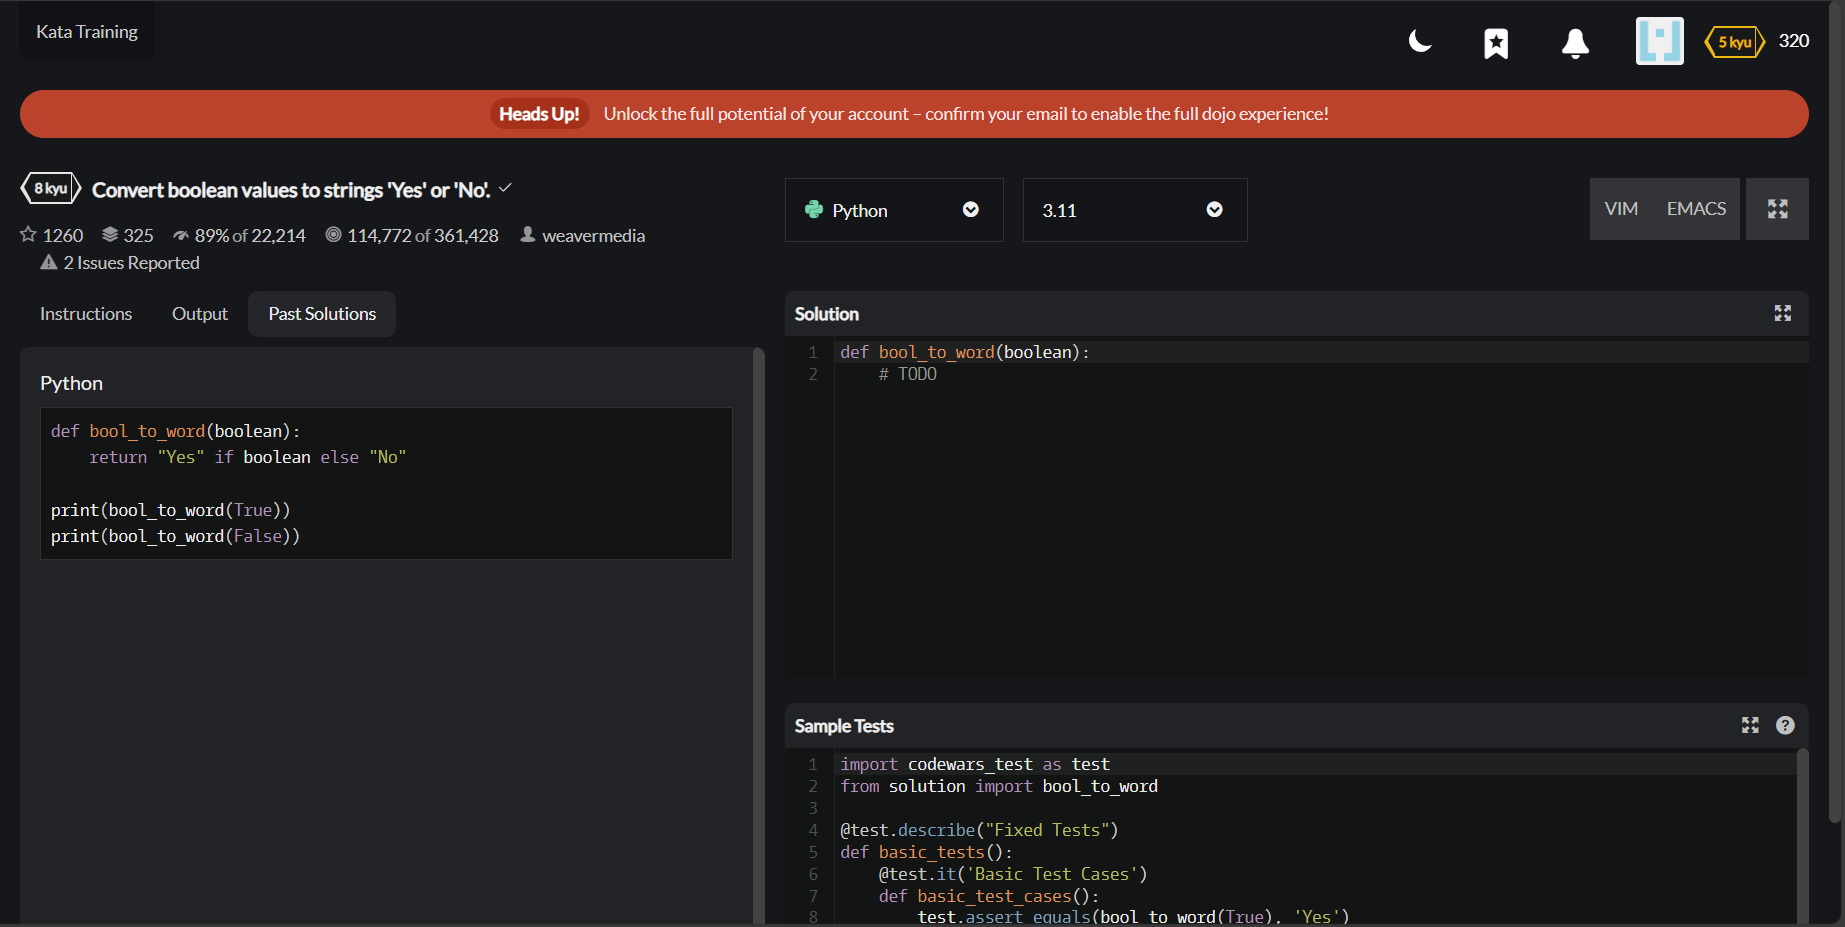 Kata Training
5 kyu 320
Heads Up! Unlock the full potential of your account – confirm your email to enable the full dojo experience!
8 kyu Convert boolean values to strings 'Yes' or 'No'.
1260 325 89% of 22,214 114,772 of 361,428 weavermedia
2 Issues Reported
Python 3.11 VIM EMACS
Instructions Output Past Solutions
Python
def bool_to_word(boolean):
    return "Yes" if boolean else "No"
print(bool_to_word(True))
print(bool_to_word(False))
Solution
1 def bool_to_word(boolean):
2     # TODO
Sample Tests ?
1 import codewars_test as test
2 from solution import bool_to_word
3
4 @test.describe("Fixed Tests")
5 def basic_tests():
6     @test.it('Basic Test Cases')
7     def basic_test_cases():
8         test.assert_equals(bool_to_word(True), 'Yes')